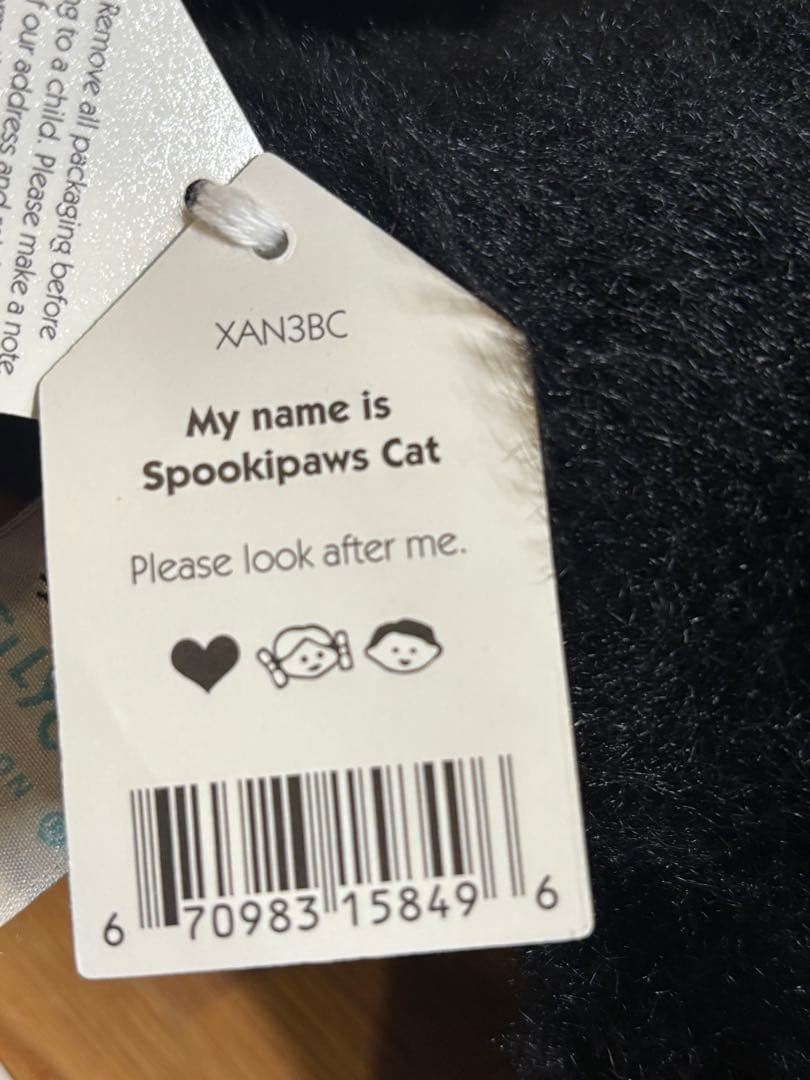 Remove all packaging before
to a child. Please make a note
our address and
XAN3BC
My name is
Spookipaws Cat
Please look after me.
6 70983 15849 6